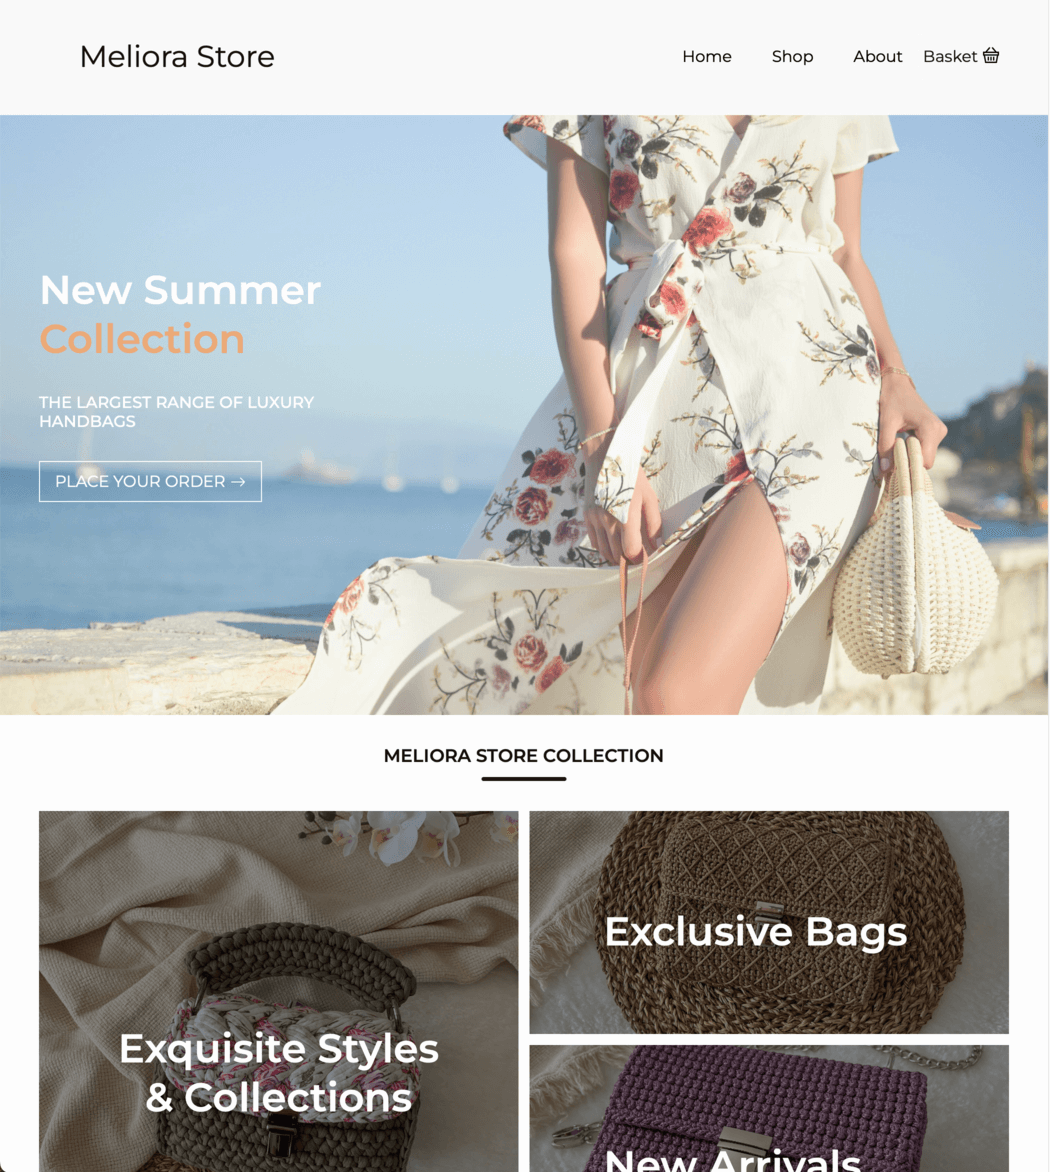 Meliora Store
Home Shop About Basket
New Summer
Collection
THE LARGEST RANGE OF LUXURY
HANDBAGS
PLACE YOUR ORDER →
MELIORA STORE COLLECTION
Exclusive Bags
Exquisite Styles
& Collections
New Arrivals